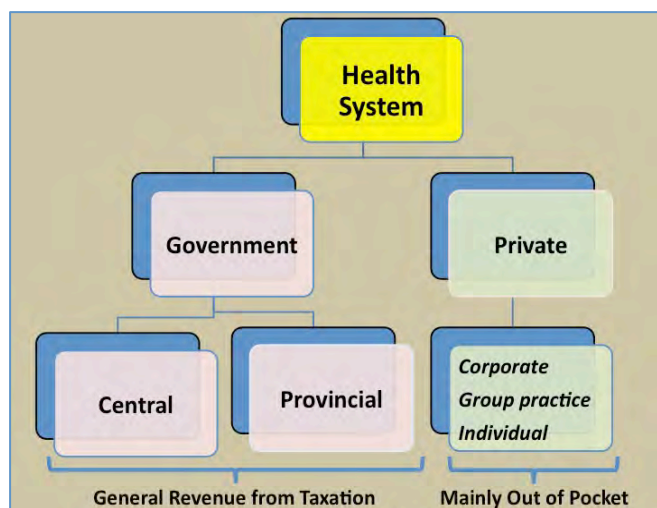 Health
System
Government
Private
Central
Provincial
Corporate
Group practice
Individual
General Revenue from Taxation
Mainly Out of Pocket